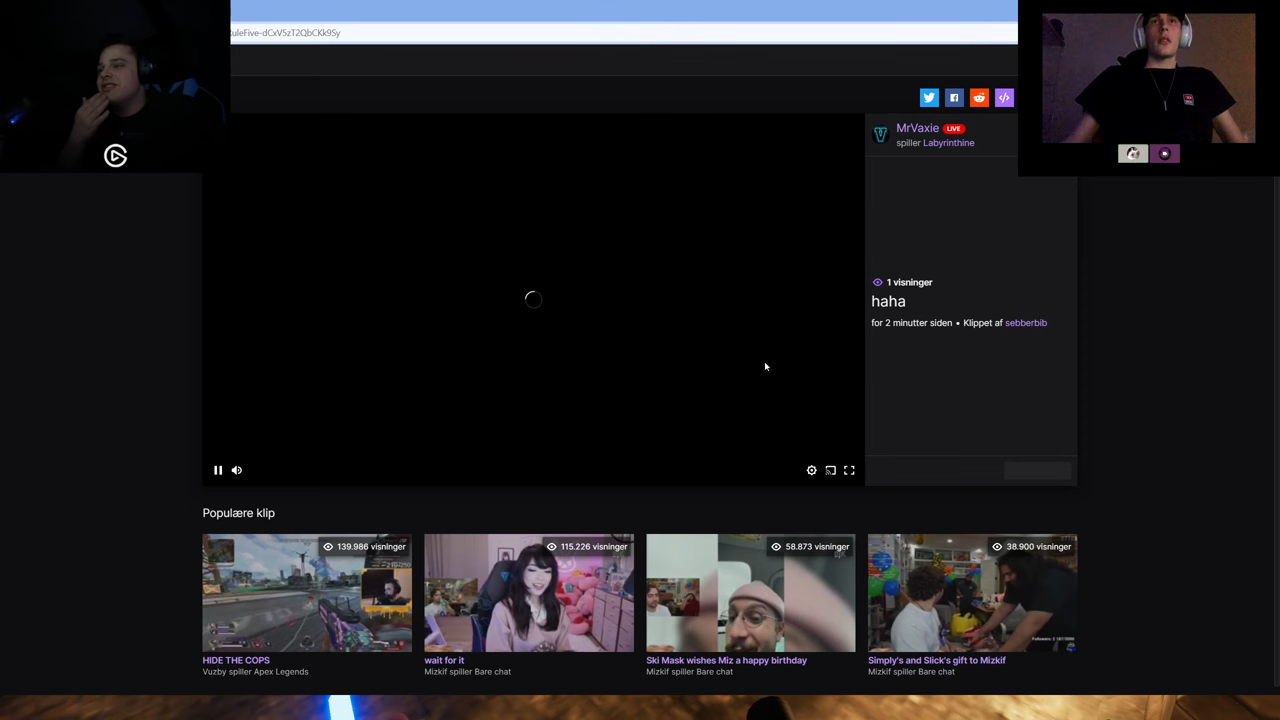 uleFive-dCxV5zT2QbCKk9Sy
MrVaxie LIVE
spiller Labyrinthine
1 visninger
haha
for 2 minutter siden • Klippet af sebberbib
Populære klip
139.986 visninger
115.226 visninger
58.873 visninger
38.900 visninger
HIDE THE COPS
Vuzby spiller Apex Legends
wait for it
Mizkif spiller Bare chat
Ski Mask wishes Miz a happy birthday
Mizkif spiller Bare chat
Simply's and Slick's gift to Mizkif
Mizkif spiller Bare chat